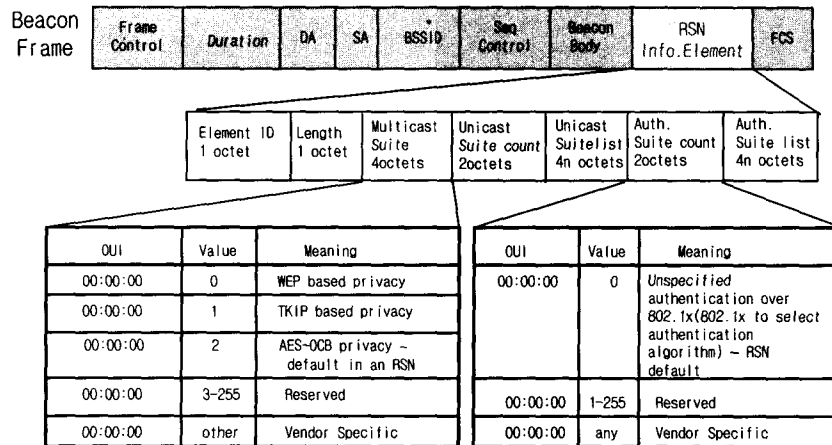 Beacon Frame
Frame Control
Duration
DA
SA
BSSID
Seq Control
Beacon Body
RSN Info.Element
FCS
Element ID 1 octet
Length 1 octet
Multicast Suite 4octets
Unicast Suite count 2octets
Unicast Suitelist 4n octets
Auth. Suite count 2octets
Auth. Suite list 4n octets
OUI Value Meaning
00:00:00 0 WEP based privacy
00:00:00 1 TKIP based privacy
00:00:00 2 AES-OCB privacy -
default in an RSN
00:00:00 3-255 Reserved
00:00:00 other Vendor Specific
OUI Value Meaning
00:00:00 0 Unspecified
authentication over
802.1x(802.1x to select
authentication
algorithm) - RSN
default
00:00:00 1-255 Reserved
00:00:00 any Vendor Specific